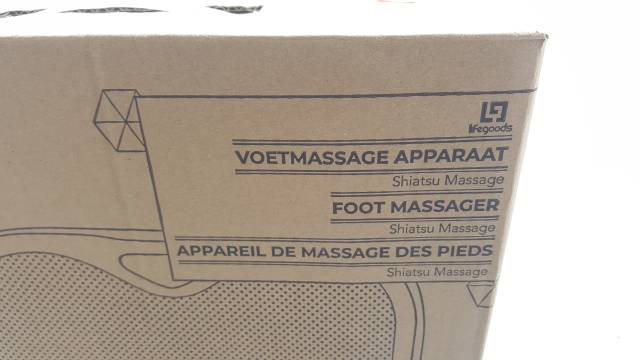 lifegoods
VOETMASSAGE APPARAAT
Shiatsu Massage
FOOT MASSAGER
Shiatsu Massage
APPAREIL DE MASSAGE DES PIEDS
Shiatsu Massage